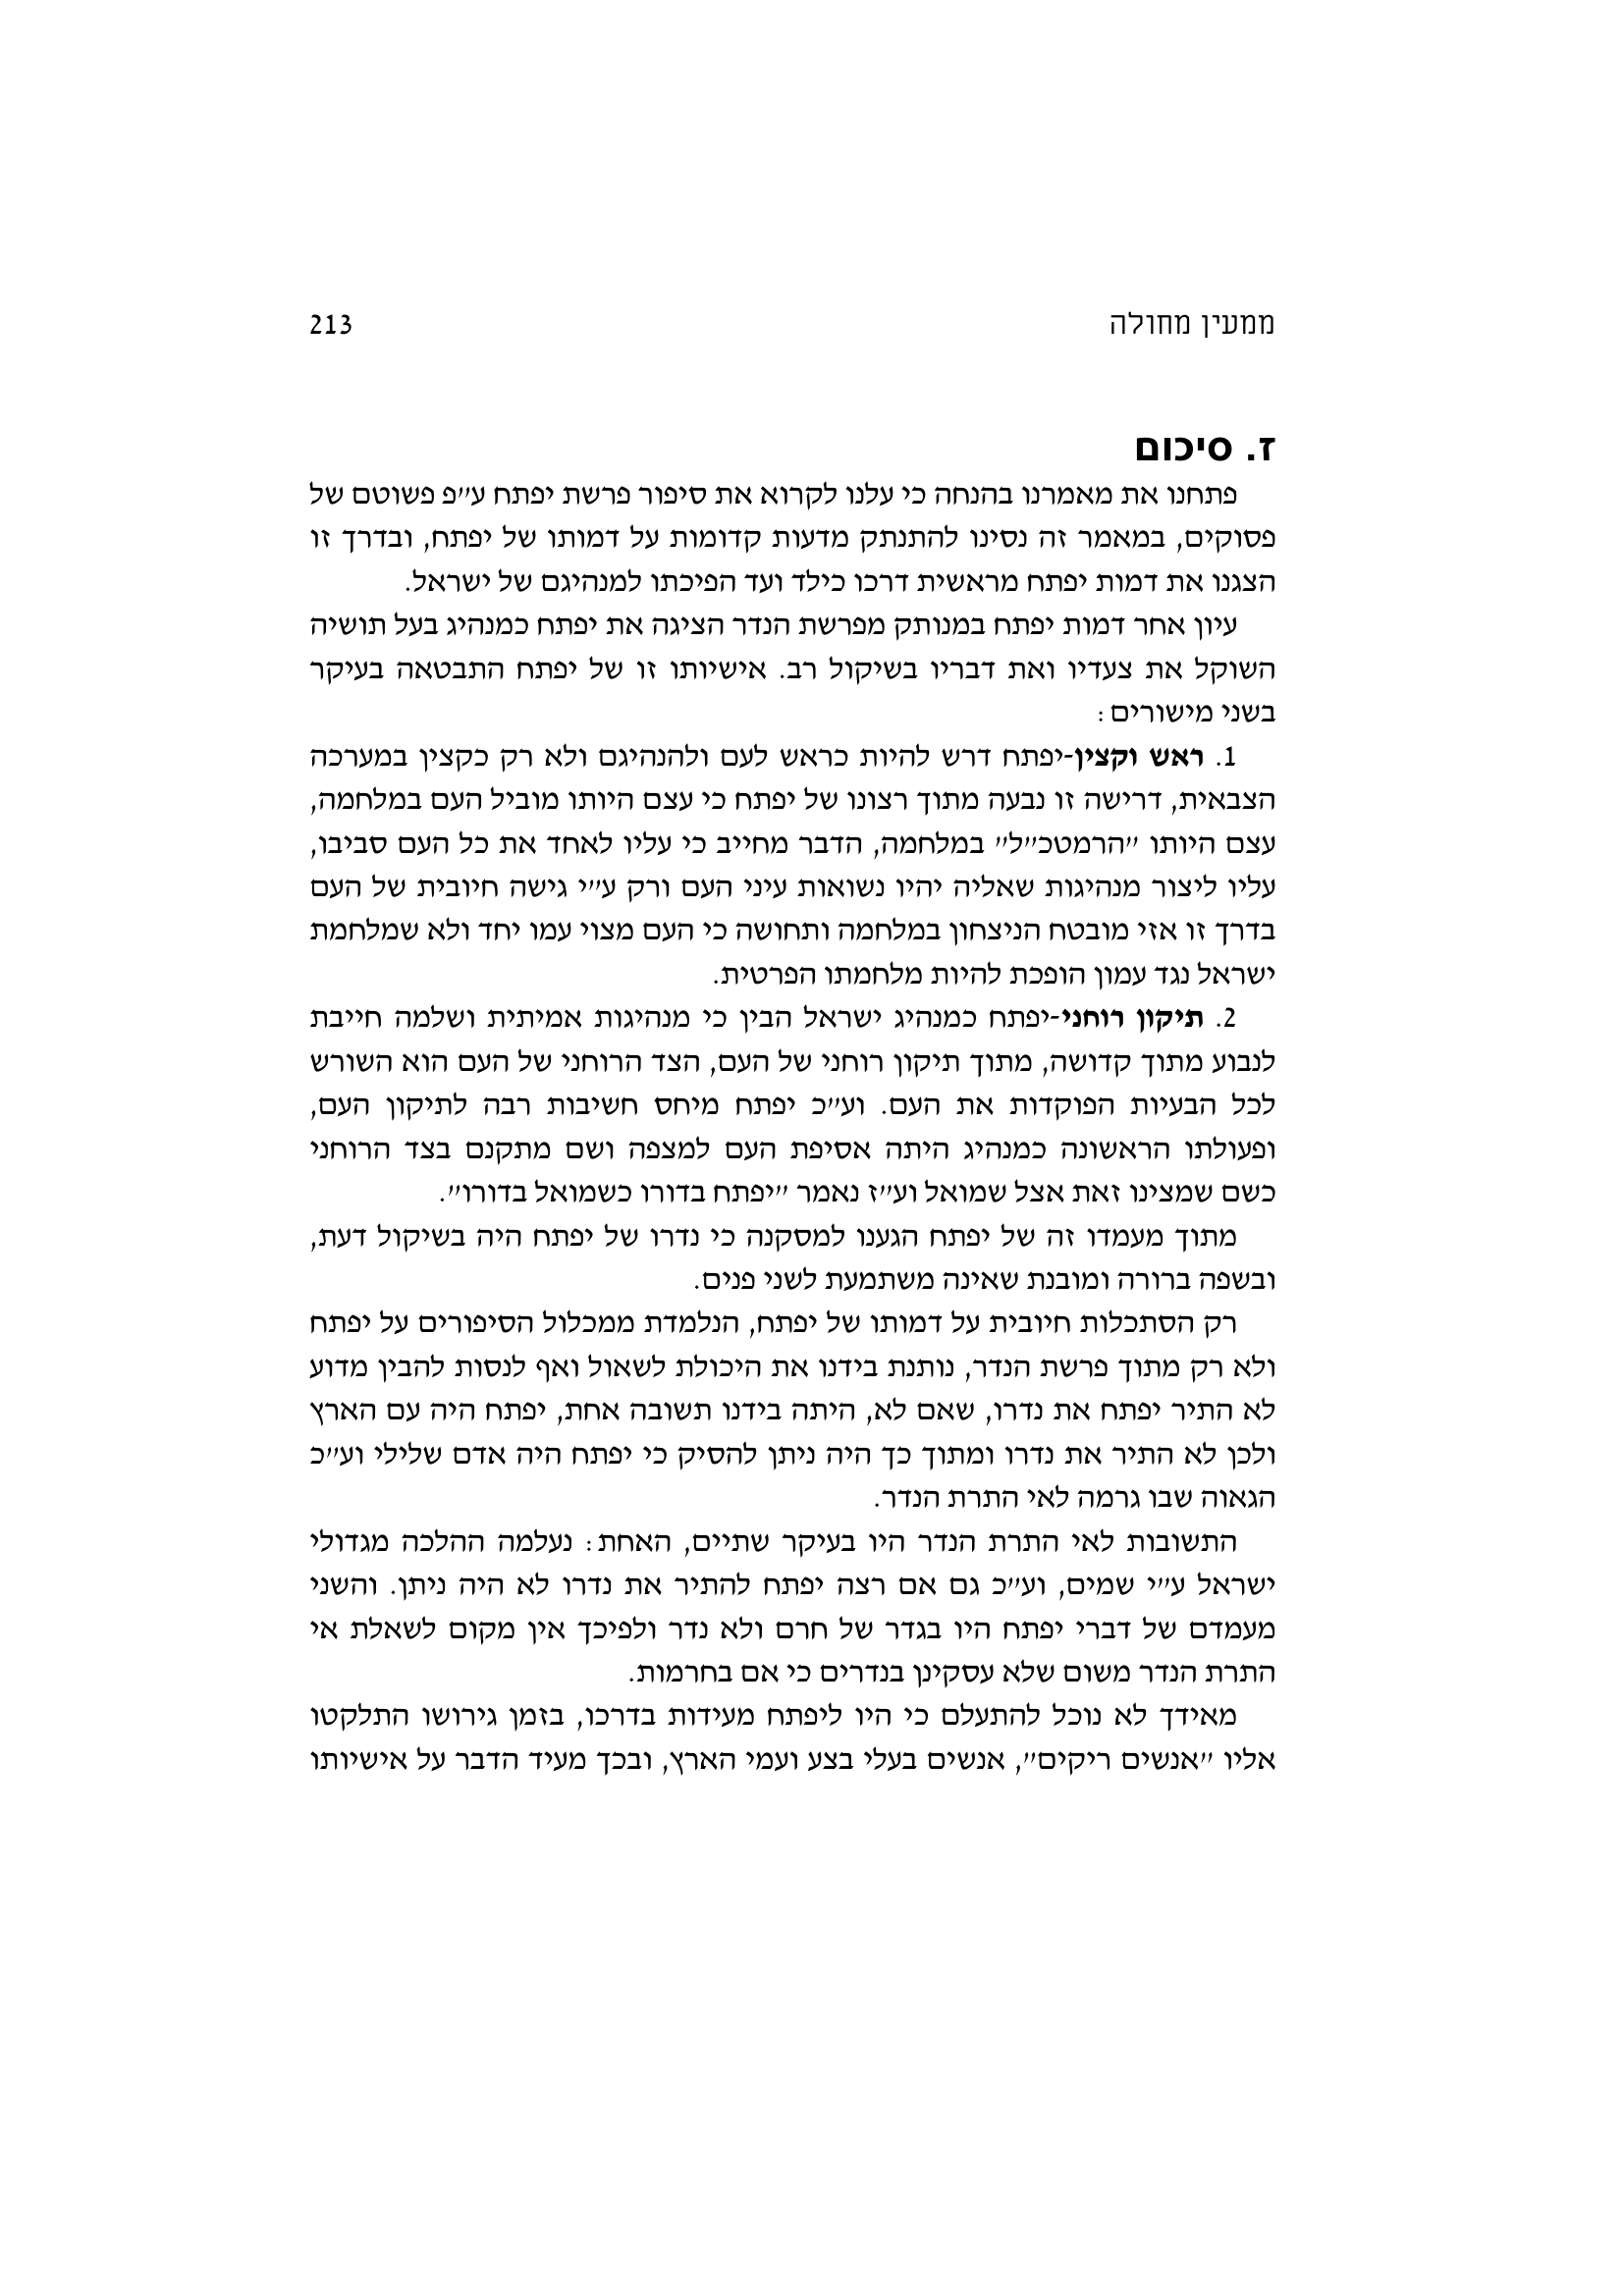 ממעין מחולה 213
ז. סיכום
פתחנו את מאמרנו בהנחה כי עלנו לקרוא את סיפור פרשת יפתח ע״פ פשוטם של
פסוקים, במאמר זה נסינו להתנתק מדעות קדומות על דמותו של יפתח, ובדרך זו
הצגנו את דמות יפתח מראשית דרכו כילד ועד הפיכתו למנהיגם של ישראל.
עיון אחר דמות יפתח במנותק מפרשת הנדר הציגה את יפתח כמנהיג בעל תושיה
השוקל את צעדיו ואת דבריו בשיקול רב. אישיותו זו של יפתח התבטאה בעיקר
בשני מישורים:
1. ראש וקצין-יפתח דרש להיות כראש לעם ולהנהיגם ולא רק כקצין במערכה
הצבאית, דרישה זו נבעה מתוך רצונו של יפתח כי עצם היותו מוביל העם במלחמה,
עצם היותו ״הרמטכ״ל״ במלחמה, הדבר מחייב כי עליו לאחד את כל העם סביבו,
עליו ליצור מנהיגות שאליה יהיו נשואות עיני העם ורק ע״י גישה חיובית של העם
בדרך זו אזי מובטח הניצחון במלחמה ותחושה כי העם מצוי עמו יחד ולא שמלחמת
ישראל נגד עמון הופכת להיות מלחמתו הפרטית.
2. תיקון רוחני-יפתח כמנהיג ישראל הבין כי מנהיגות אמיתית ושלמה חייבת
לנבוע מתוך קדושה, מתוך תיקון רוחני של העם, הצד הרוחני של העם הוא השורש
לכל הבעיות הפוקדות את העם. וע״כ יפתח מיחס חשיבות רבה לתיקון העם,
ופעולתו הראשונה כמנהיג היתה אסיפת העם למצפה ושם מתקנם בצד הרוחני
כשם שמצינו זאת אצל שמואל וע״ז נאמר ״יפתח בדורו כשמואל בדורו״.
מתוך מעמדו זה של יפתח הגענו למסקנה כי נדרו של יפתח היה בשיקול דעת,
ובשפה ברורה ומובנת שאינה משתמעת לשני פנים.
רק הסתכלות חיובית על דמותו של יפתח, הנלמדת ממכלול הסיפורים על יפתח
ולא רק מתוך פרשת הנדר, נותנת בידנו את היכולת לשאול ואף לנסות להבין מדוע
לא התיר יפתח את נדרו, שאם לא, היתה בידנו תשובה אחת, יפתח היה עם הארץ
ולכן לא התיר את נדרו ומתוך כך היה ניתן להסיק כי יפתח היה אדם שלילי וע״כ
הגאוה שבו גרמה לאי התרת הנדר.
התשובות לאי התרת הנדר היו בעיקר שתיים, האחת: נעלמה ההלכה מגדולי
ישראל ע״י שמים, וע״כ גם אם רצה יפתח להתיר את נדרו לא היה ניתן. והשני
מעמדם של דברי יפתח היו בגדר של חרם ולא נדר ולפיכך אין מקום לשאלת אי
התרת הנדר משום שלא עסקינן בנדרים כי אם בחרמות.
מאידך לא נוכל להתעלם כי היו ליפתח מעידות בדרכו, בזמן גירושו התלקטו
אליו ״אנשים ריקים״, אנשים בעלי בצע ועמי הארץ, ובכך מעיד הדבר על אישיותו